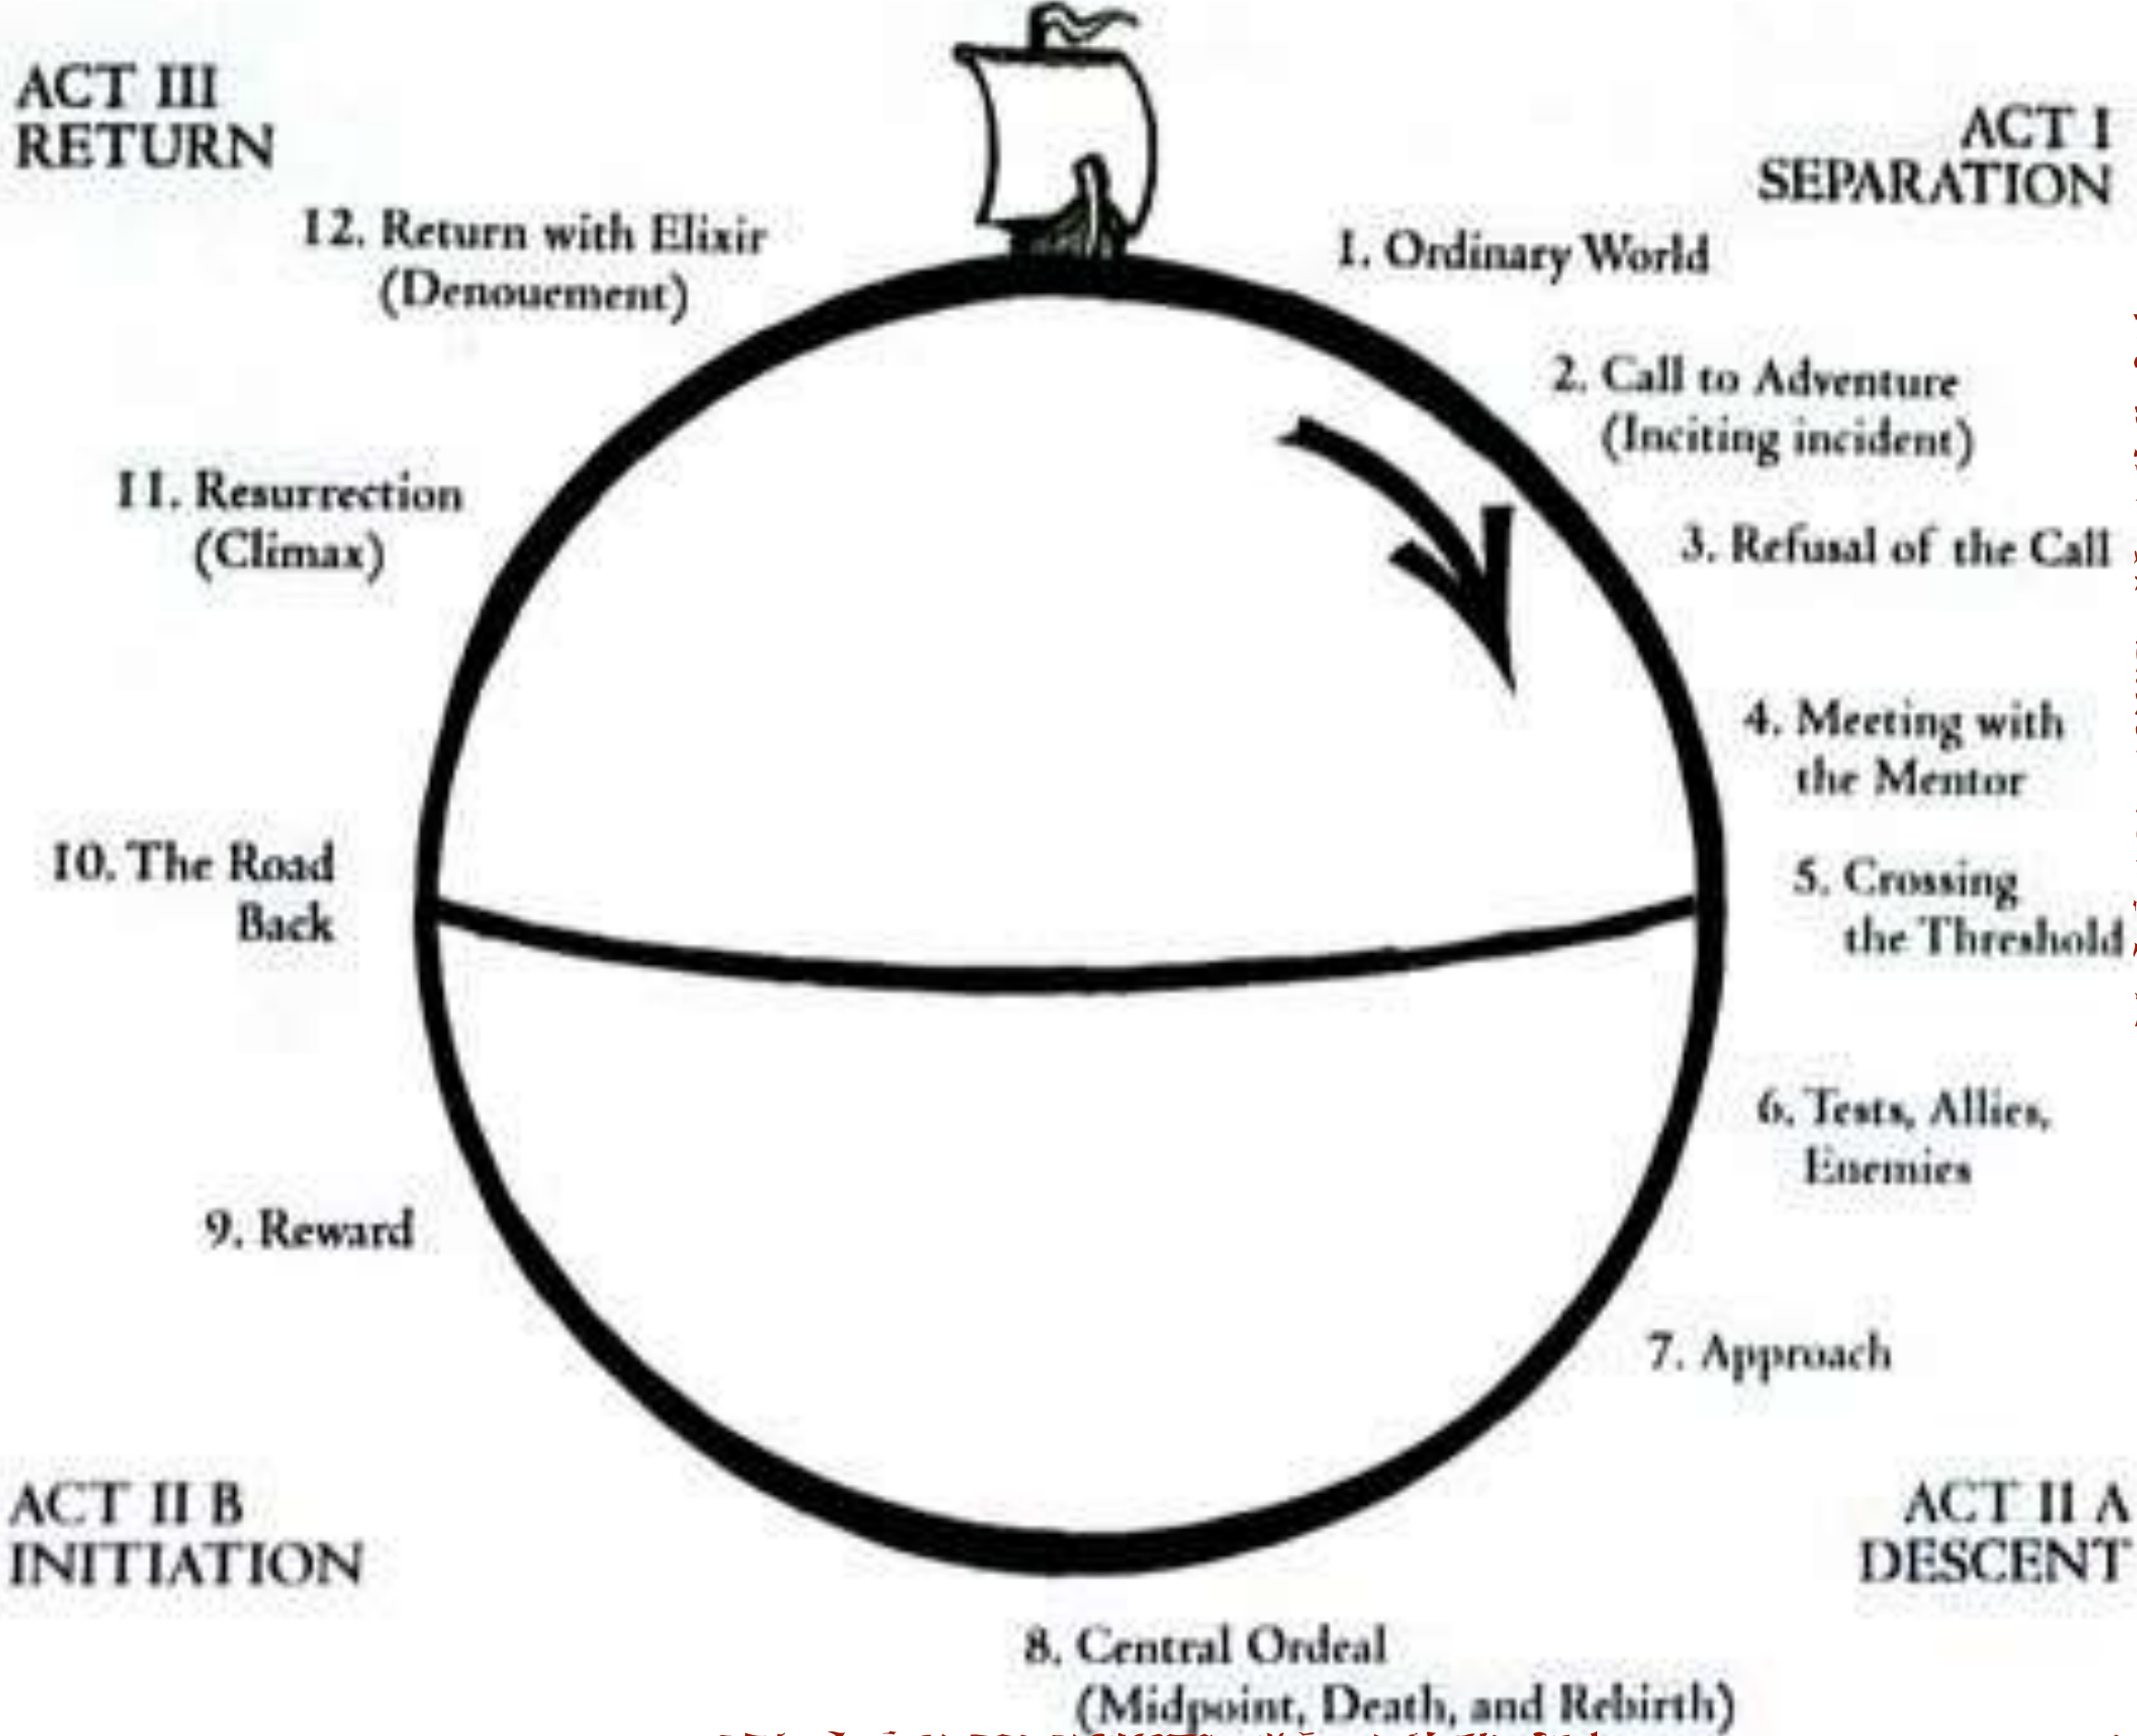 ACT III
RETURN
ACT I
SEPARATION
12. Return with Elixir
(Denouement)
1. Ordinary World
2. Call to Adventure
(Inciting incident)
3. Refusal of the Call
4. Meeting with
the Mentor
5. Crossing
the Threshold
6. Tests, Allies,
Enemies
7. Approach
ACT II A
DESCENT
8. Central Ordeal
(Midpoint, Death, and Rebirth)
ACT II B
INITIATION
9. Reward
10. The Road
Back
11. Resurrection
(Climax)